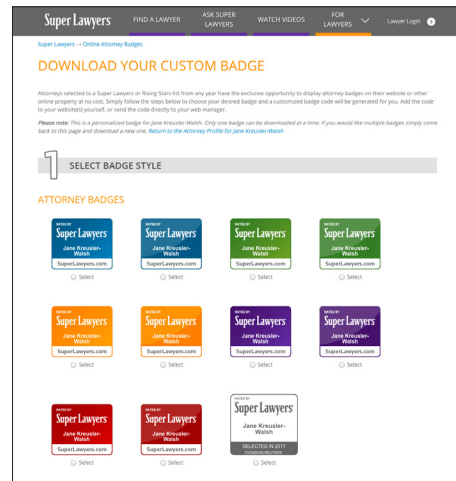 Super Lawyers
FIND A LAWYER
ASK SUPER
LAWYERS
WATCH VIDEOS
FOR
LAWYERS
Lawyer Login
Super Lawyers → Online Attorney Badges
DOWNLOAD YOUR CUSTOM BADGE
Attorneys selected to a Super Lawyers or Rising Stars list from any year have the exclusive opportunity to display attorney badges on their website or other
online property at no cost. Simply follow the steps below to choose your desired badge and a customized badge code will be generated for you. Add the code
to your website(s) yourself, or send the code directly to your web manager.
Please note: This is a personalized badge for Jane Kreusler-Walsh. Only one badge can be downloaded at a time. If you would like multiple badges simply come
back to this page and download a new one. Return to the Attorney Profile for Jane Kreusler-Walsh
1 SELECT BADGE STYLE
ATTORNEY BADGES
RATED BY
Super Lawyers
Jane Kreusler-
Walsh
SuperLawyers.com
Select
RATED BY
Super Lawyers
Jane Kreusler-
Walsh
SuperLawyers.com
Select
RATED BY
Super Lawyers
Jane Kreusler-
Walsh
SuperLawyers.com
Select
RATED BY
Super Lawyers
Jane Kreusler-
Walsh
SuperLawyers.com
Select
RATED BY
Super Lawyers
Jane Kreusler-
Walsh
SuperLawyers.com
Select
RATED BY
Super Lawyers
Jane Kreusler-
Walsh
SuperLawyers.com
Select
RATED BY
Super Lawyers
Jane Kreusler-
Walsh
SuperLawyers.com
Select
RATED BY
Super Lawyers
Jane Kreusler-
Walsh
SuperLawyers.com
Select
RATED BY
Super Lawyers
Jane Kreusler-
Walsh
SuperLawyers.com
Select
RATED BY
Super Lawyers
Jane Kreusler-
Walsh
SuperLawyers.com
Select
Super Lawyers
Jane Kreusler-
Walsh
SELECTED IN 2017
THOMSON REUTERS
Select